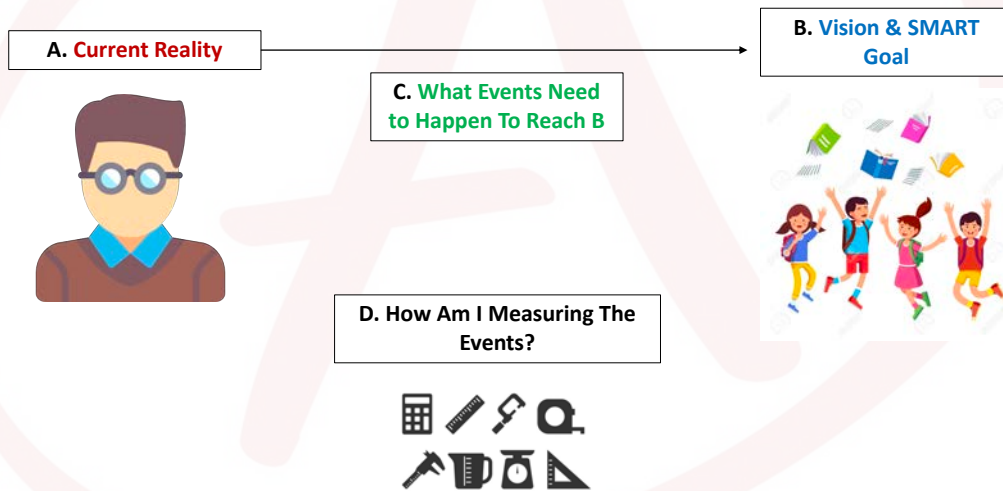 A. Current Reality
B. Vision & SMART
Goal
C. What Events Need
to Happen To Reach B
D. How Am I Measuring The
Events?